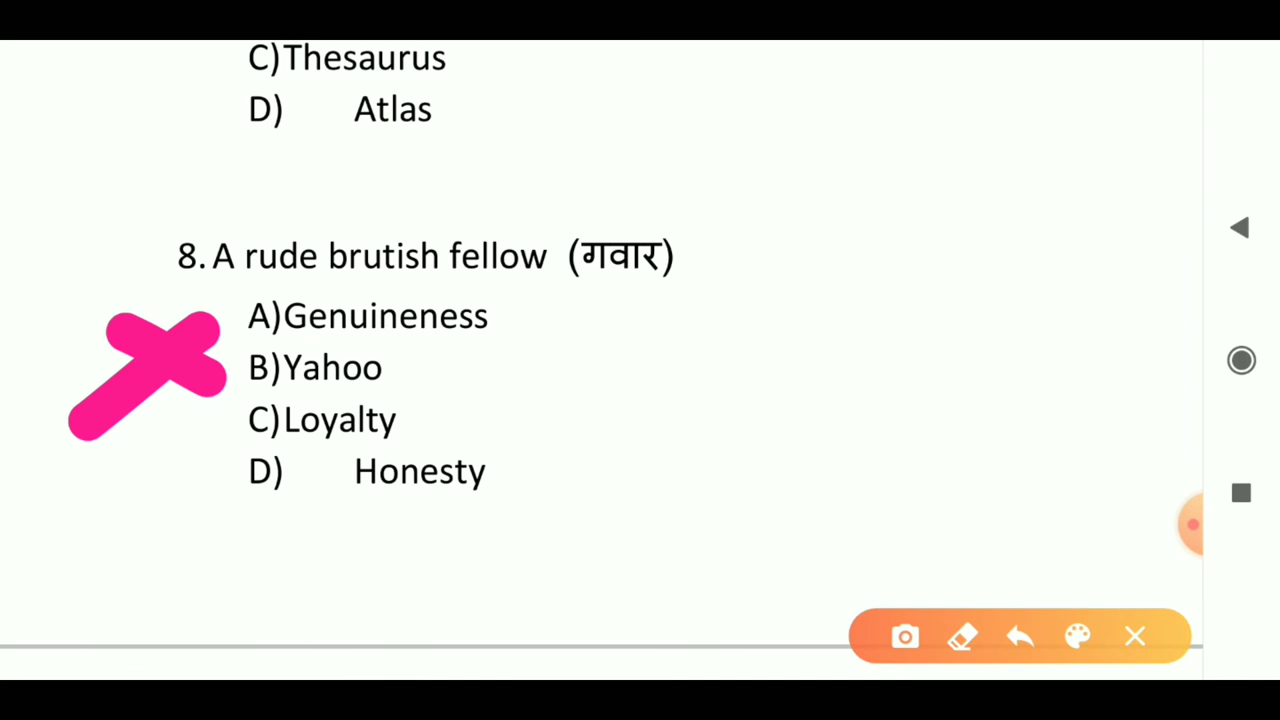 C)Thesaurus
D) Atlas
8. A rude brutish fellow (गवार)
A)Genuineness
B)Yahoo
C)Loyalty
D) Honesty